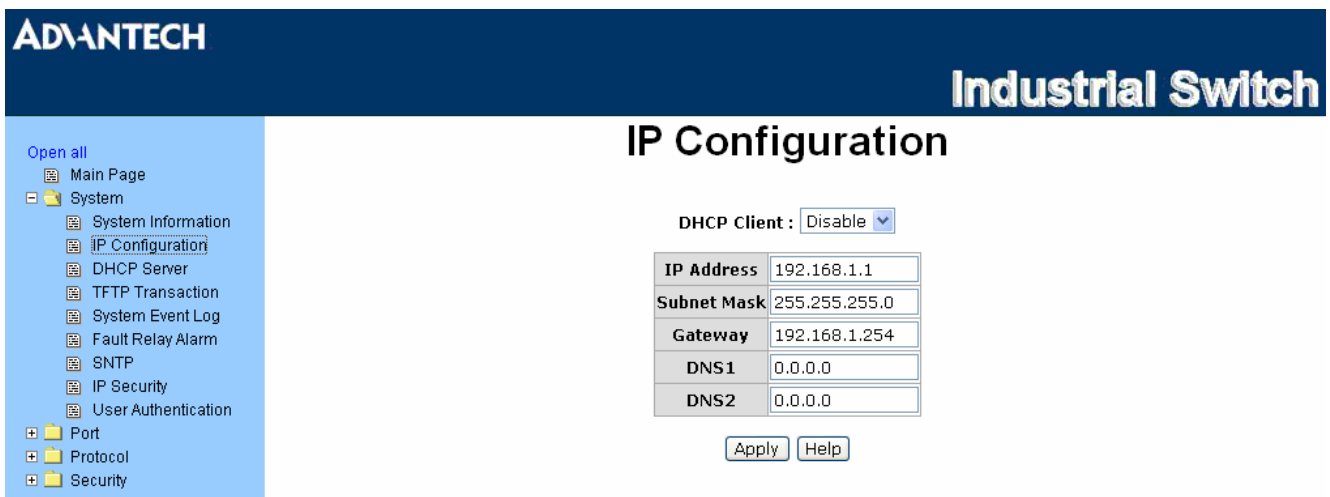 ADVANTECH
Industrial Switch
Open all
Main Page
System
System Information
IP Configuration
DHCP Server
TFTP Transaction
System Event Log
Fault Relay Alarm
SNTP
IP Security
User Authentication
Port
Protocol
Security
IP Configuration
DHCP Client : Disable
IP Address 192.168.1.1
Subnet Mask 255.255.255.0
Gateway 192.168.1.254
DNS1 0.0.0.0
DNS2 0.0.0.0
Apply Help